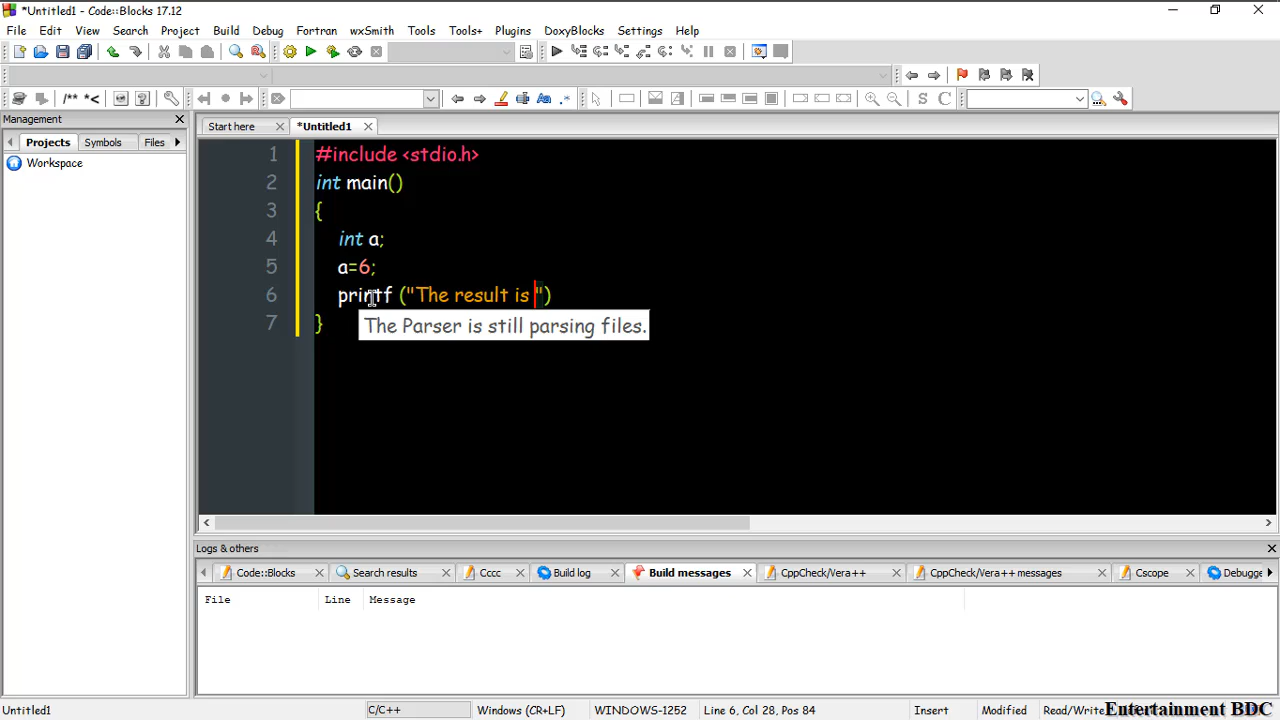 *Untitled1 - Code::Blocks 17.12
File Edit View Search Project Build Debug Fortran wxSmith Tools Tools+ Plugins DoxyBlocks Settings Help
/** *<
S C
Management
Projects Symbols Files
Workspace
Start here *Untitled1
1 #include <stdio.h>
2 int main()
3 {
4 int a;
5 a=6;
6 printf ("The result is ")
7 }
The Parser is still parsing files.
Logs & others
Code::Blocks Search results Cccc Build log Build messages CppCheck/Vera++ CppCheck/Vera++ messages Cscope Debugge
File Line Message
Untitled1 C/C++ Windows (CR+LF) WINDOWS-1252 Line 6, Col 28, Pos 84 Insert Modified Read/Write
Entertainment BDC